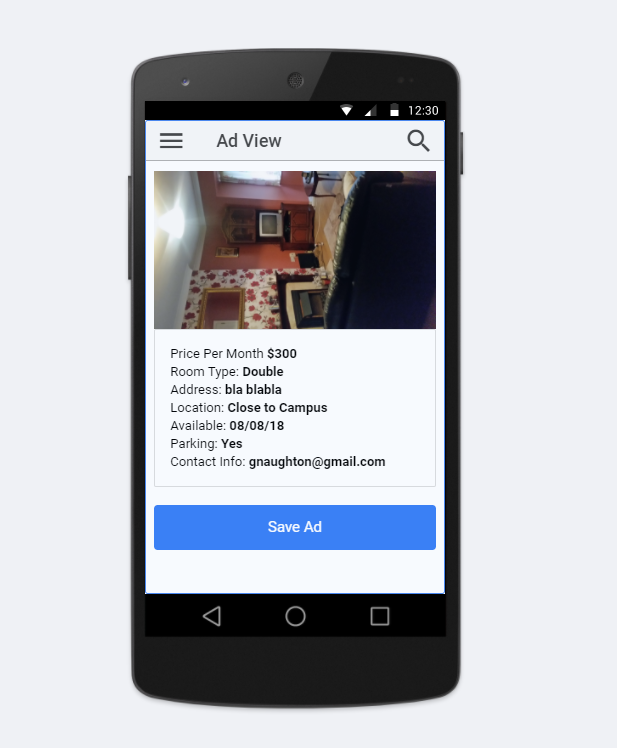 12:30
Ad View
Price Per Month $300
Room Type: Double
Address: bla blabla
Location: Close to Campus
Available: 08/08/18
Parking: Yes
Contact Info: gnaughton@gmail.com
Save Ad